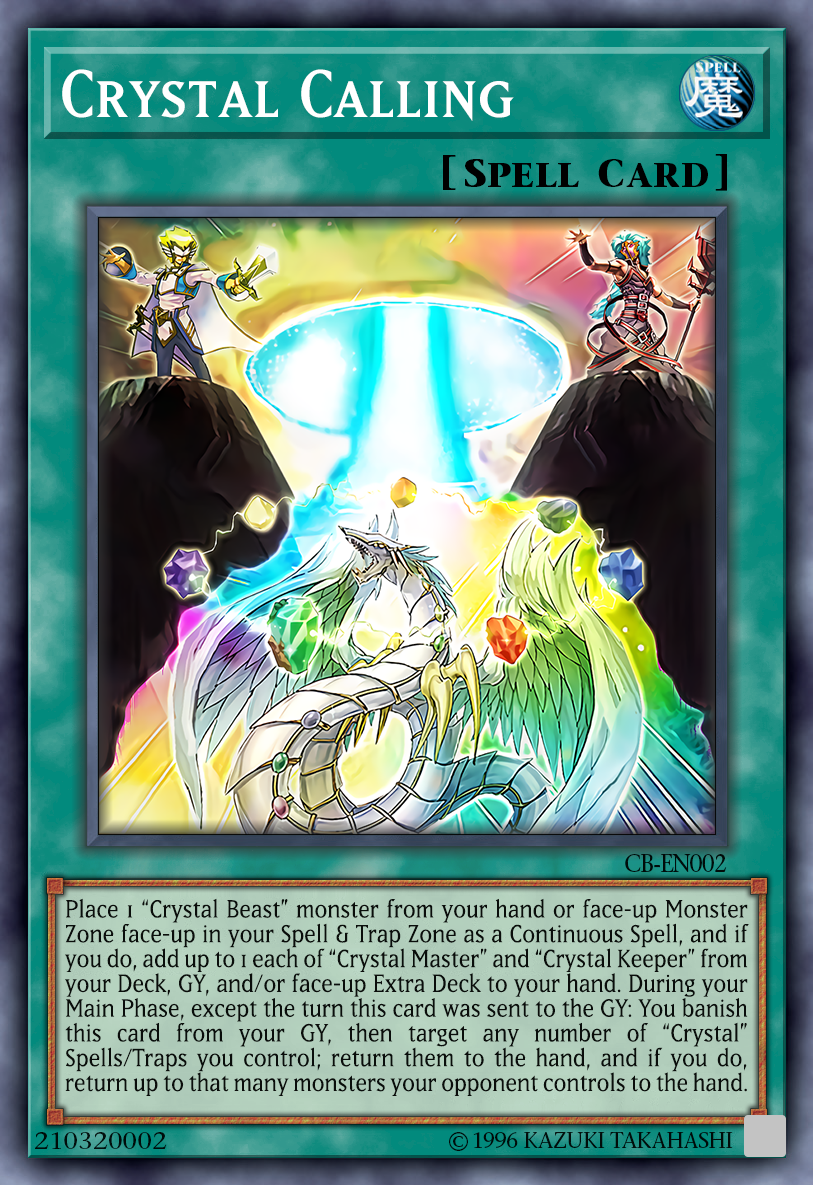 CRYSTAL CALLING
SPELL
魔
[SPELL CARD]
CB-EN002
Place 1 “Crystal Beast” monster from your hand or face-up Monster
Zone face-up in your Spell & Trap Zone as a Continuous Spell, and if
you do, add up to 1 each of “Crystal Master” and “Crystal Keeper” from
your Deck, GY, and/or face-up Extra Deck to your hand. During your
Main Phase, except the turn this card was sent to the GY: You banish
this card from your GY, then target any number of “Crystal”
Spells/Traps you control; return them to the hand, and if you do,
return up to that many monsters your opponent controls to the hand.
210320002
© 1996 KAZUKI TAKAHASHI